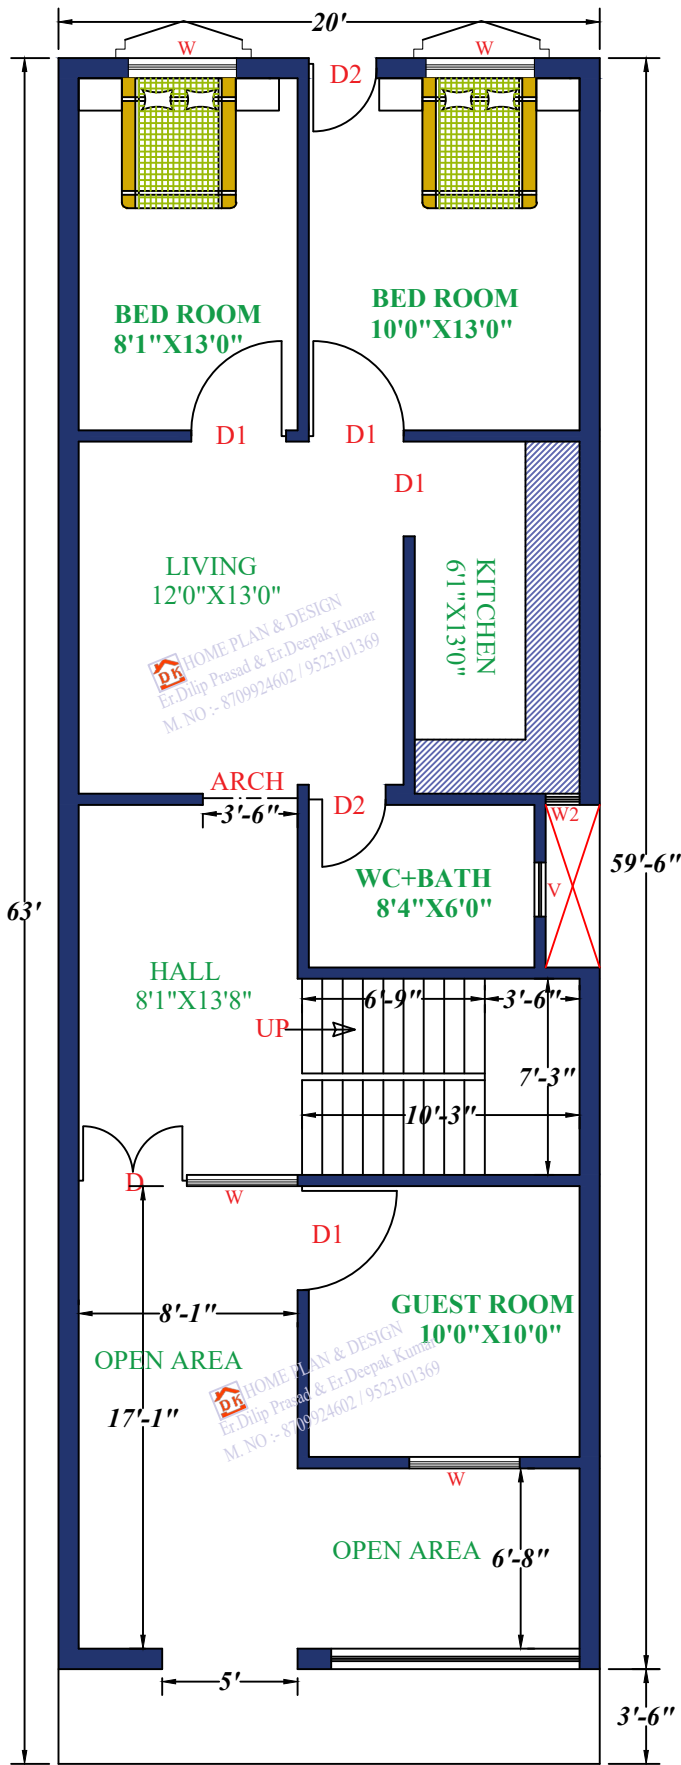 20'
W
W
D2
BED ROOM
8'1"X13'0"
BED ROOM
10'0"X13'0"
D1
D1
D1
LIVING
12'0"X13'0"
KITCHEN
6'1"X13'0"
DK
HOME PLAN & DESIGN
Er.Dilip Prasad & Er.Deepak Kumar
M. NO :- 8709924602 / 9523101369
ARCH
3'-6"
D2
W2
WC+BATH
8'4"X6'0"
V
59'-6"
63'
HALL
8'1"X13'8"
6'-9"
3'-6"
UP
7'-3"
10'-3"
D
W
D1
8'-1"
GUEST ROOM
10'0"X10'0"
OPEN AREA
DK
HOME PLAN & DESIGN
Er.Dilip Prasad & Er.Deepak Kumar
M. NO :- 8709924602 / 9523101369
17'-1"
W
OPEN AREA
6'-8"
5'
3'-6"